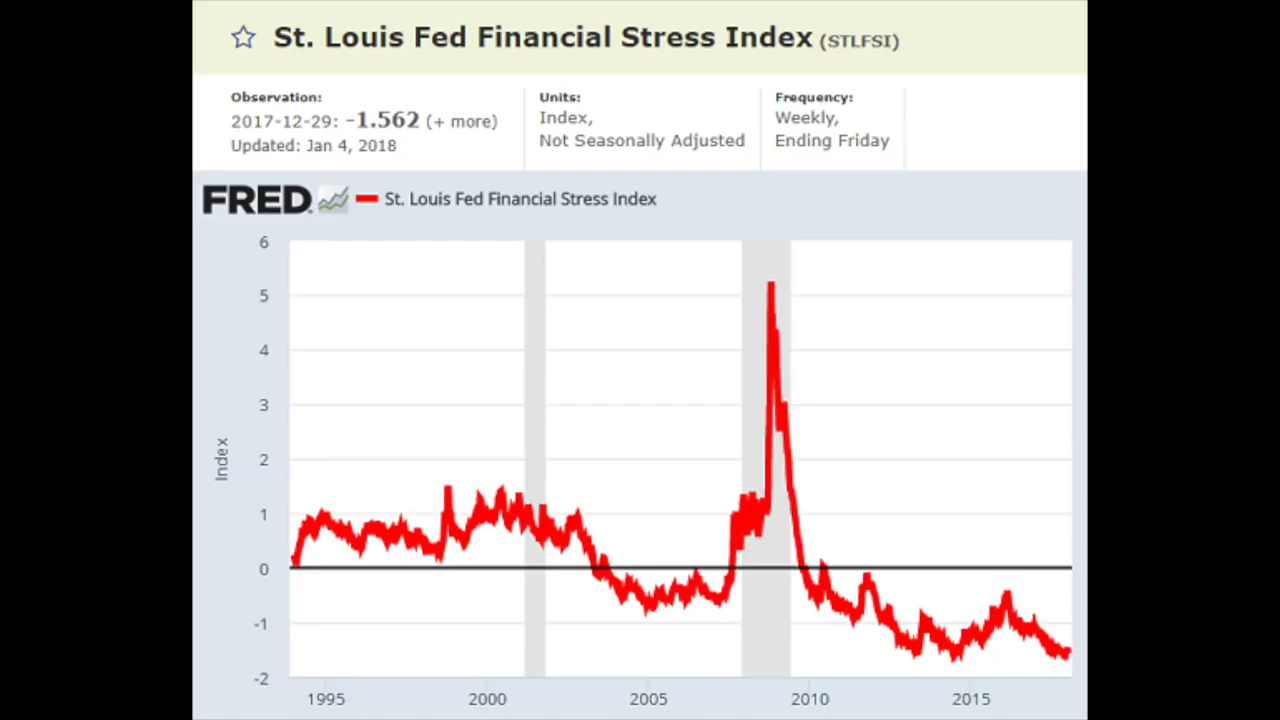 St. Louis Fed Financial Stress Index (STLFSI)
Observation:
2017-12-29: -1.562 (+ more)
Updated: Jan 4, 2018
Units:
Index,
Not Seasonally Adjusted
Frequency:
Weekly,
Ending Friday
FRED St. Louis Fed Financial Stress Index
Index
6
5
4
3
2
1
0
-1
-2
1995 2000 2005 2010 2015